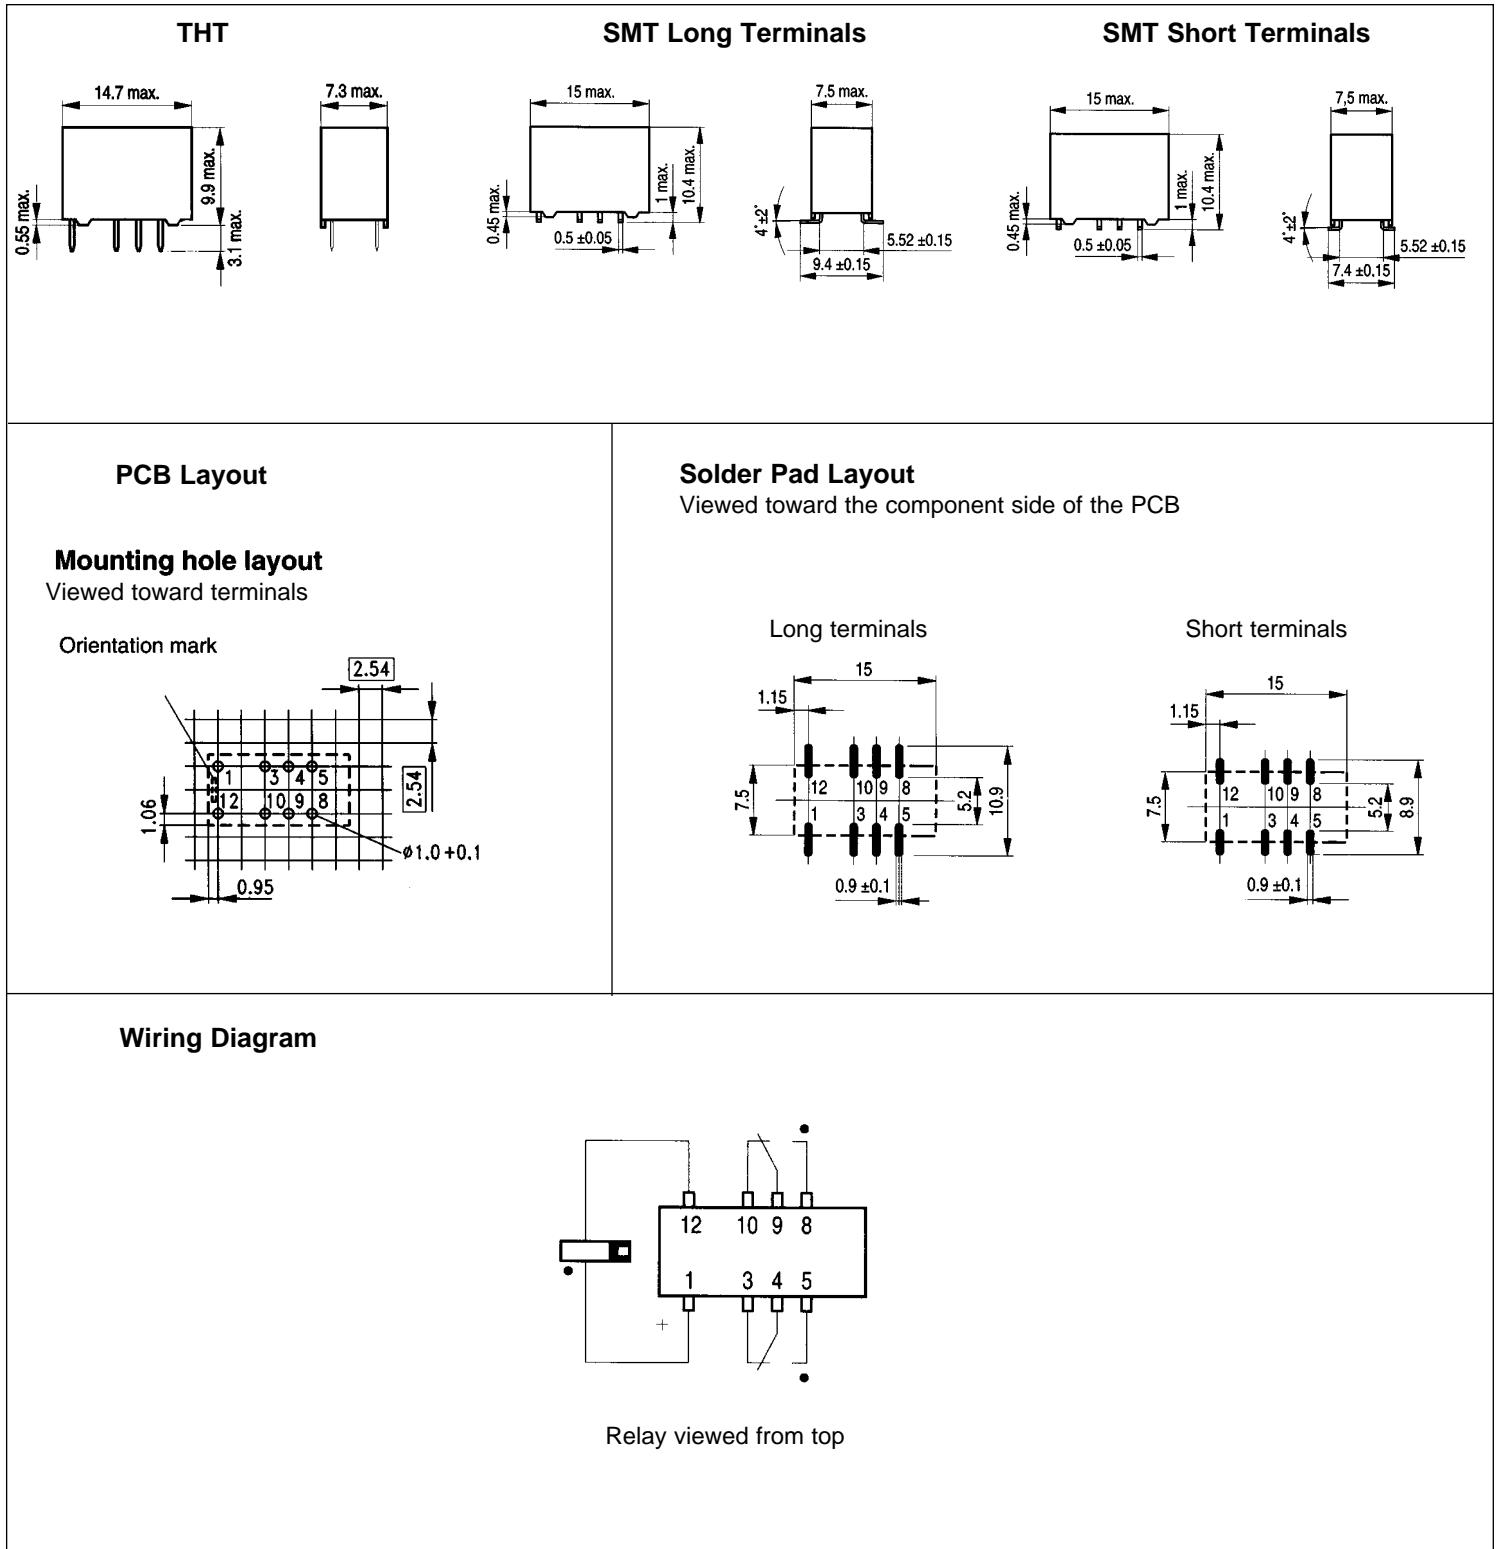 THT
SMT Long Terminals
SMT Short Terminals
14.7 max.
7.3 max.
9.9 max.
0.55 max.
3.1 max.
15 max.
7.5 max.
10.4 max.
1 max.
0.45 max.
0.5 ±0.05
4°±2°
5.52 ±0.15
9.4 ±0.15
15 max.
7,5 max.
10.4 max.
1 max.
0.45 max.
0.5 ±0.05
4°±2°
5.52 ±0.15
7.4 ±0.15
PCB Layout
Mounting hole layout
Viewed toward terminals
Orientation mark
2.54
2.54
1 3 4 5
12 10 9 8
1.06
ø1.0 +0.1
0.95
Solder Pad Layout
Viewed toward the component side of the PCB
Long terminals
15
1.15
12 10 9 8
1 3 4 5
7.5
5.2
10.9
0.9 ±0.1
Short terminals
15
1.15
12 10 9 8
1 3 4 5
7.5
5.2
8.9
0.9 ±0.1
Wiring Diagram
12 10 9 8
1 3 4 5
+
Relay viewed from top